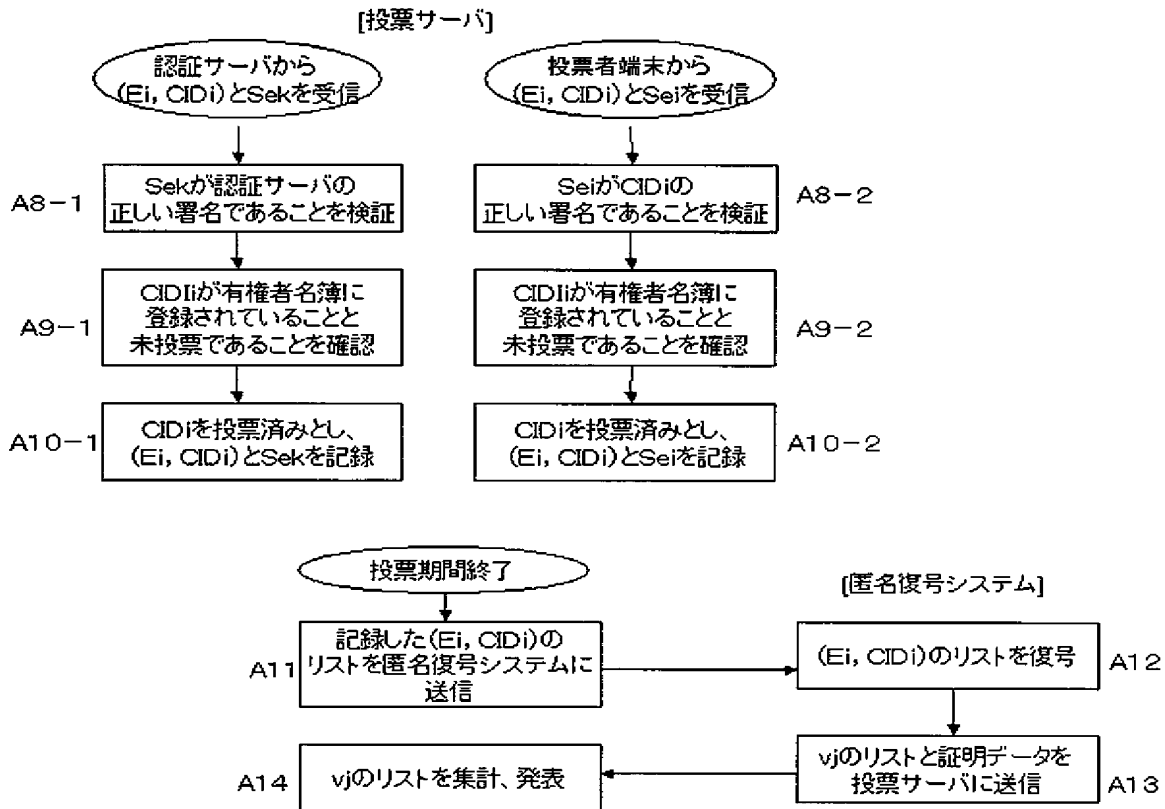 [投票サーバ]
認証サーバから
(Ei, CIDi)とSekを受信
投票者端末から
(Ei, CIDi)とSeiを受信
A8-1
Sekが認証サーバの
正しい署名であることを検証
SeiがCIDiの
正しい署名であることを検証
A8-2
A9-1
CIDIiが有権者名簿に
登録されていることと
未投票であることを確認
CIDIiが有権者名簿に
登録されていることと
未投票であることを確認
A9-2
A10-1
CIDiを投票済みとし、
(Ei, CIDi)とSekを記録
CIDiを投票済みとし、
(Ei, CIDi)とSeiを記録
A10-2
投票期間終了
[匿名復号システム]
A11
記録した(Ei, CIDi)の
リストを匿名復号システムに
送信
(Ei, CIDi)のリストを復号
A12
A14
vjのリストを集計、発表
vjのリストと証明データを
投票サーバに送信
A13